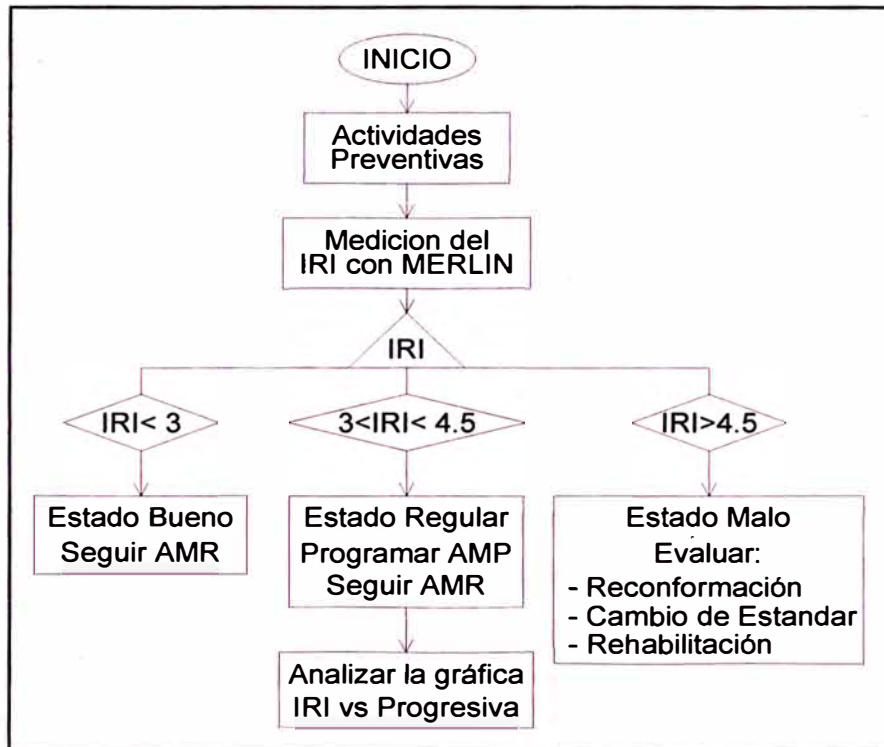 INICIO
Actividades
Preventivas
Medicion del
IRI con MERLIN
IRI
IRI< 3
3<IRI< 4.5
IRI>4.5
Estado Bueno
Seguir AMR
Estado Regular
Programar AMP
Seguir AMR
Estado Malo
Evaluar:
- Reconformación
- Cambio de Estandar
- Rehabilitación
Analizar la gráfica
IRI vs Progresiva